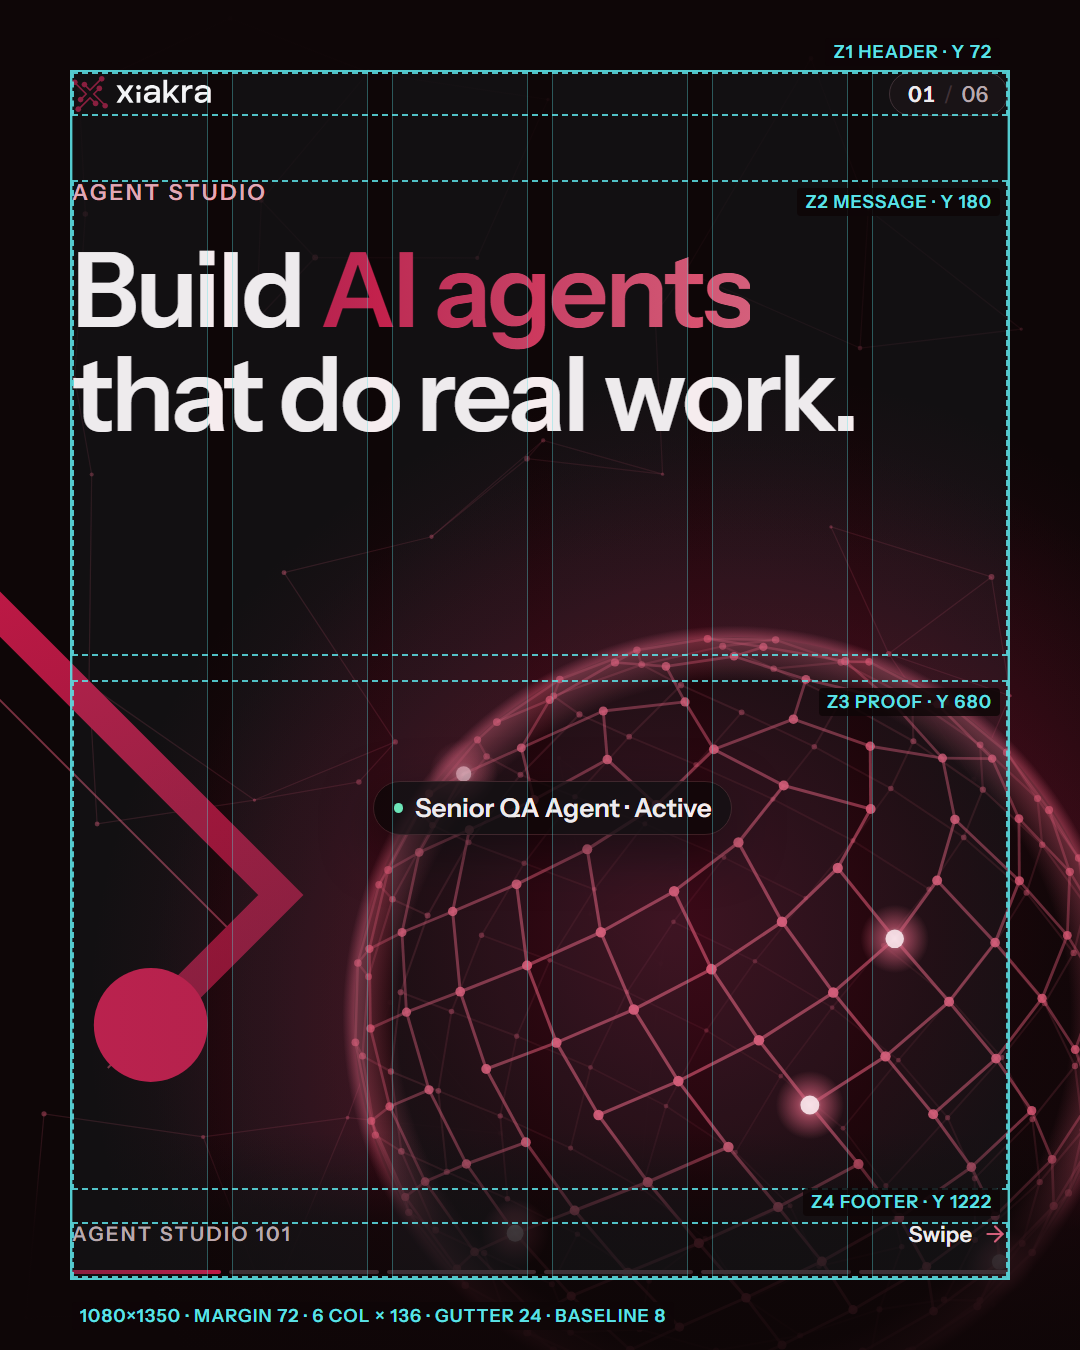 Z1 HEADER · Y 72
xiakra
01 / 06
AGENT STUDIO
Z2 MESSAGE · Y 180
Build AI agents
that do real work.
Z3 PROOF · Y 680
Senior QA Agent · Active
Z4 FOOTER · Y 1222
AGENT STUDIO 101
Swipe →
1080×1350 · MARGIN 72 · 6 COL × 136 · GUTTER 24 · BASELINE 8